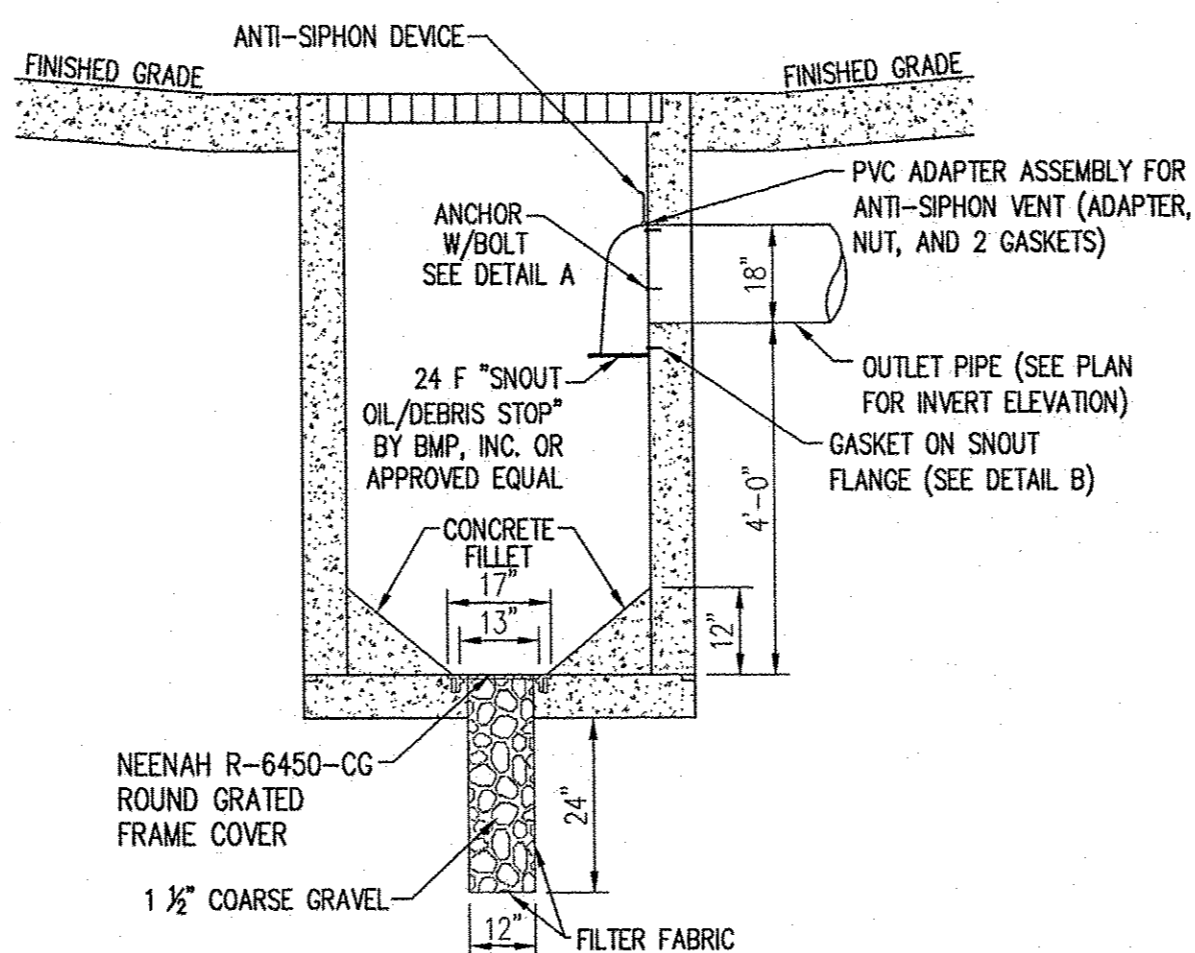 ANTI-SIPHON DEVICE
FINISHED GRADE
FINISHED GRADE
PVC ADAPTER ASSEMBLY FOR
ANTI-SIPHON VENT (ADAPTER,
NUT, AND 2 GASKETS)
ANCHOR
W/BOLT
SEE DETAIL A
18"
24 F "SNOUT
OIL/DEBRIS STOP"
BY BMP, INC. OR
APPROVED EQUAL
OUTLET PIPE (SEE PLAN
FOR INVERT ELEVATION)
GASKET ON SNOUT
FLANGE (SEE DETAIL B)
4'-0"
CONCRETE
FILLET
17"
13"
12"
NEENAH R-6450-CG
ROUND GRATED
FRAME COVER
24"
1 ½" COARSE GRAVEL
12"
FILTER FABRIC